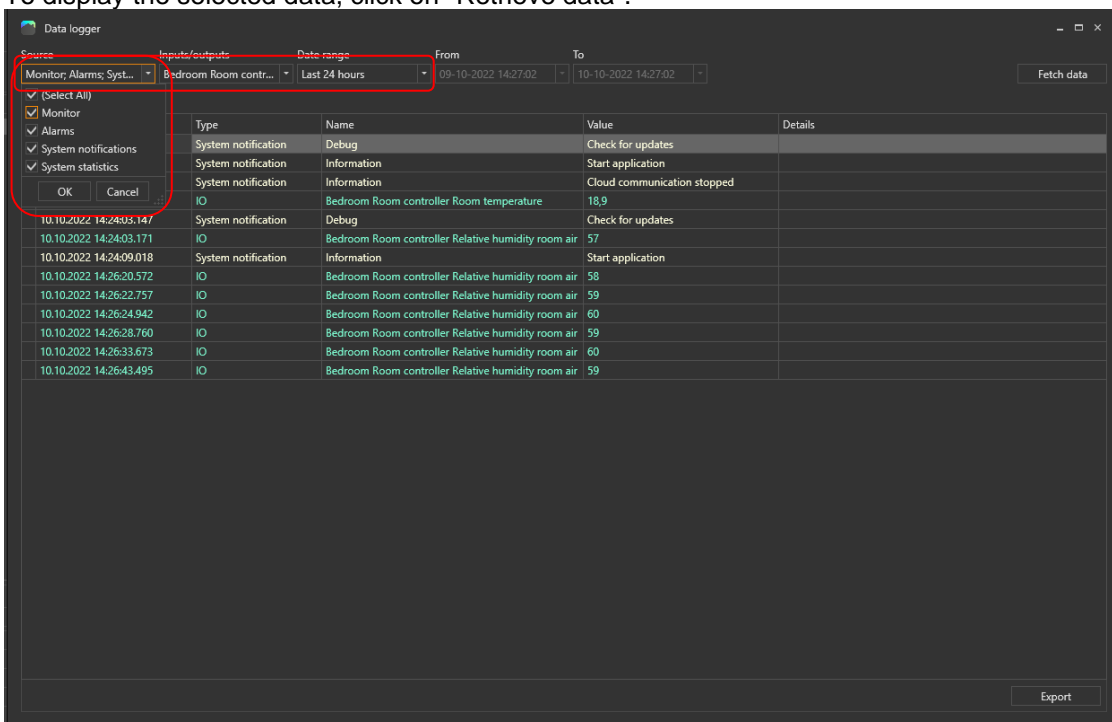 To display the selected data, click on "Retrieve data".
Data logger
Source Inputs/outputs Date range From To
Monitor; Alarms; Syst... Bedroom Room contr... Last 24 hours 09-10-2022 14:27:02 10-10-2022 14:27:02 Fetch data
(Select All)
Monitor
Alarms
System notifications
System statistics
OK Cancel
Type Name Value Details
System notification Debug Check for updates
System notification Information Start application
System notification Information Cloud communication stopped
IO Bedroom Room controller Room temperature 18,9
10.10.2022 14:24:03.147 System notification Debug Check for updates
10.10.2022 14:24:03.171 IO Bedroom Room controller Relative humidity room air 57
10.10.2022 14:24:09.018 System notification Information Start application
10.10.2022 14:26:20.572 IO Bedroom Room controller Relative humidity room air 58
10.10.2022 14:26:22.757 IO Bedroom Room controller Relative humidity room air 59
10.10.2022 14:26:24.942 IO Bedroom Room controller Relative humidity room air 60
10.10.2022 14:26:28.760 IO Bedroom Room controller Relative humidity room air 59
10.10.2022 14:26:33.673 IO Bedroom Room controller Relative humidity room air 60
10.10.2022 14:26:43.495 IO Bedroom Room controller Relative humidity room air 59
Export